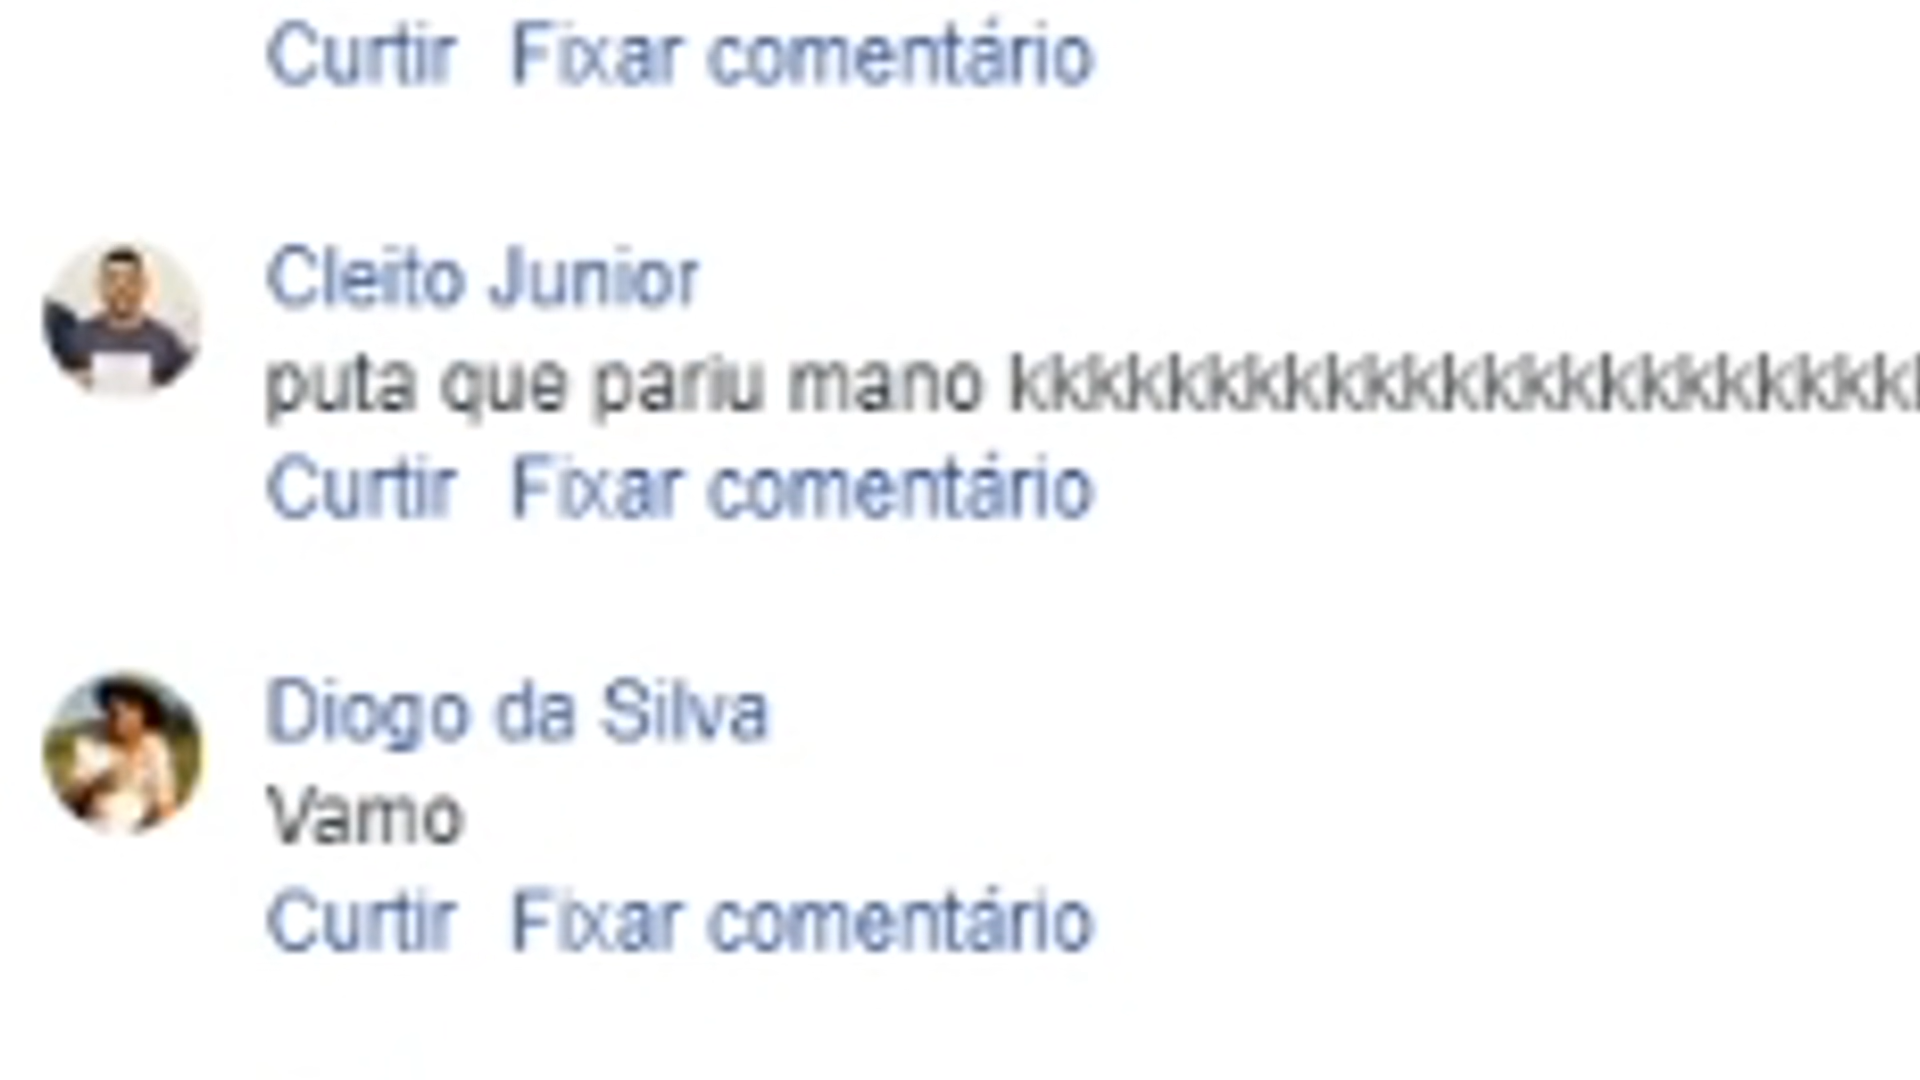 Curtir Fixar comentário
Cleito Junior
puta que pariu mano kkkkkkkkkkkkkkkkkkkkkkk
Curtir Fixar comentário
Diogo da Silva
Vamo
Curtir Fixar comentário